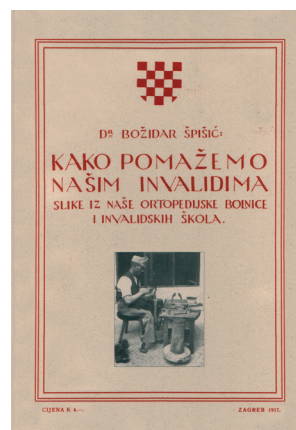 DR. BOŽIDAR ŠPIŠIĆ:
KAKO POMAŽEMO
NAŠIM INVALIDIMA
SLIKE IZ NAŠE ORTOPEDIJSKE BOLNICE
I INVALIDSKIH ŠKOLA.
CIJENA K 4.—.
ZAGREB 1917.